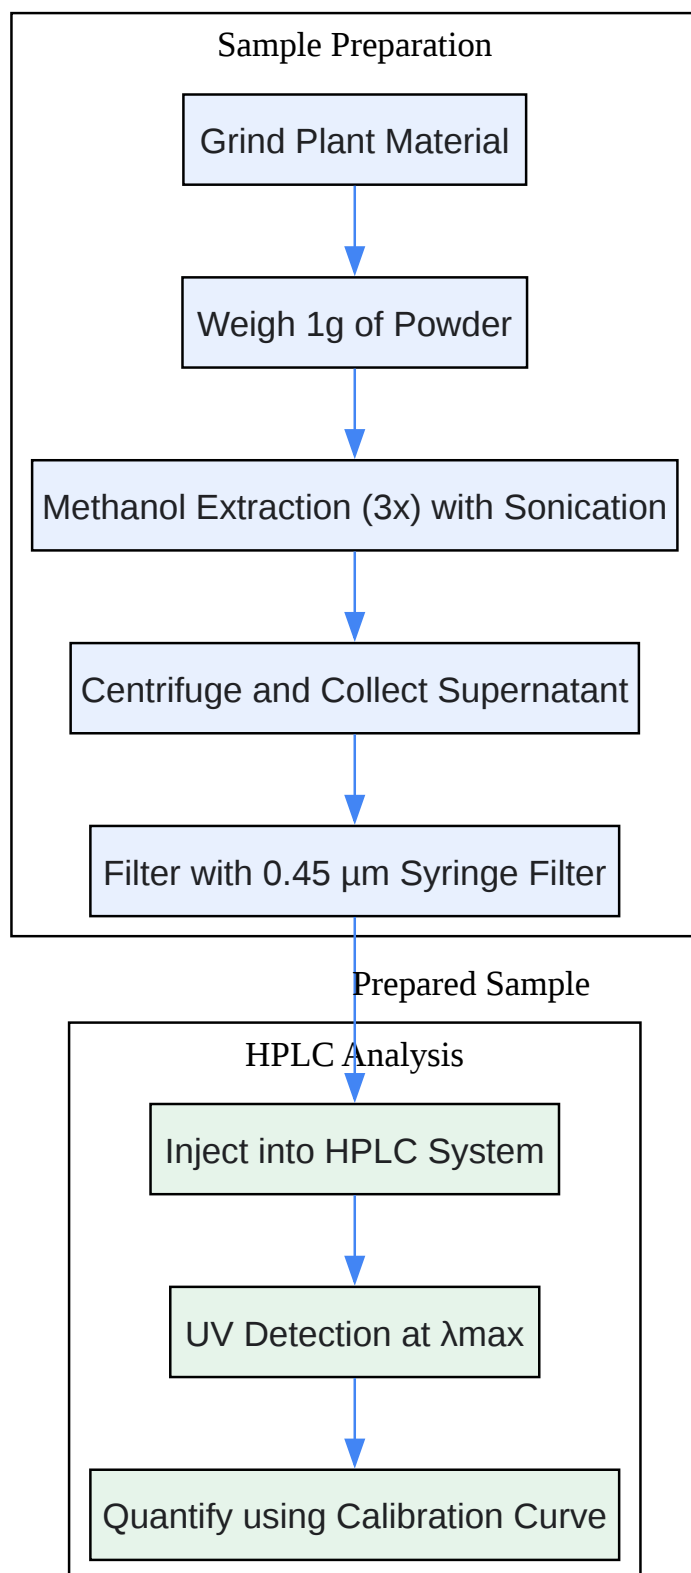 Sample Preparation
Grind Plant Material
Weigh 1g of Powder
Methanol Extraction (3x) with Sonication
Centrifuge and Collect Supernatant
Filter with 0.45 µm Syringe Filter
Prepared Sample
HPLC Analysis
Inject into HPLC System
UV Detection at λmax
Quantify using Calibration Curve